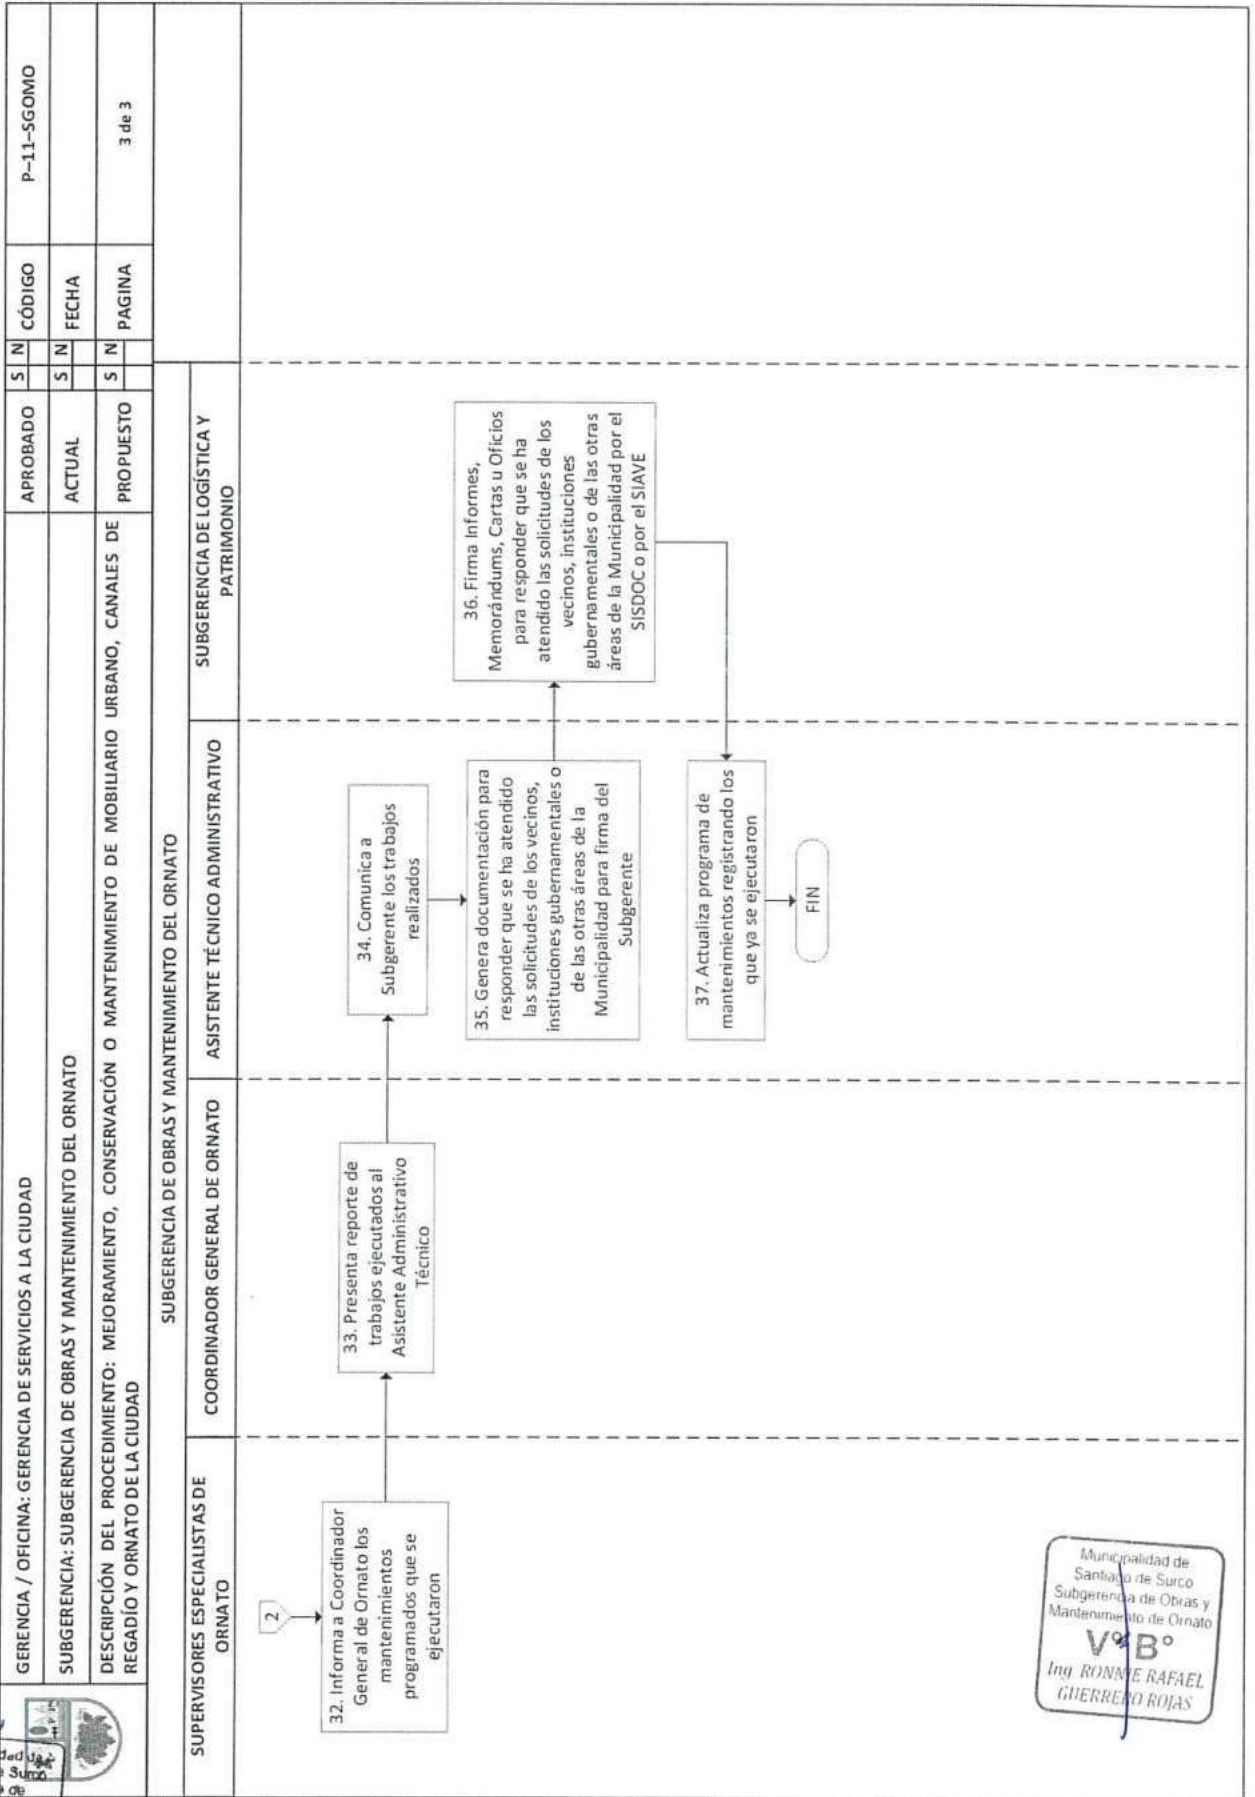 GERENCIA / OFICINA: GERENCIA DE SERVICIOS A LA CIUDAD
APROBADO
S N
CÓDIGO
P–11–SGOMO
SUBGERENCIA: SUBGERENCIA DE OBRAS Y MANTENIMIENTO DEL ORNATO
ACTUAL
S N
FECHA
DESCRIPCIÓN DEL PROCEDIMIENTO: MEJORAMIENTO, CONSERVACIÓN O MANTENIMIENTO DE MOBILIARIO URBANO, CANALES DE
REGADÍO Y ORNATO DE LA CIUDAD
PROPUESTO
S N
PAGINA
3 de 3
SUBGERENCIA DE OBRAS Y MANTENIMIENTO DEL ORNATO
SUPERVISORES ESPECIALISTAS DE
ORNATO
COORDINADOR GENERAL DE ORNATO
ASISTENTE TÉCNICO ADMINISTRATIVO
SUBGERENCIA DE LOGÍSTICA Y
PATRIMONIO
2
32. Informa a Coordinador
General de Ornato los
mantenimientos
programados que se
ejecutaron
33. Presenta reporte de
trabajos ejecutados al
Asistente Administrativo
Técnico
34. Comunica a
Subgerente los trabajos
realizados
35. Genera documentación para
responder que se ha atendido
las solicitudes de los vecinos,
instituciones gubernamentales o
de las otras áreas de la
Municipalidad para firma del
Subgerente
36. Firma Informes,
Memorándums, Cartas u Oficios
para responder que se ha
atendido las solicitudes de los
vecinos, instituciones
gubernamentales o de las otras
áreas de la Municipalidad por el
SISDOC o por el SIAVE
37. Actualiza programa de
mantenimientos registrando los
que ya se ejecutaron
FIN
Municipalidad de
Santiago de Surco
Subgerencia de Obras y
Mantenimiento de Ornato
V° B°
Ing. RONNIE RAFAEL
GUERRERO ROJAS